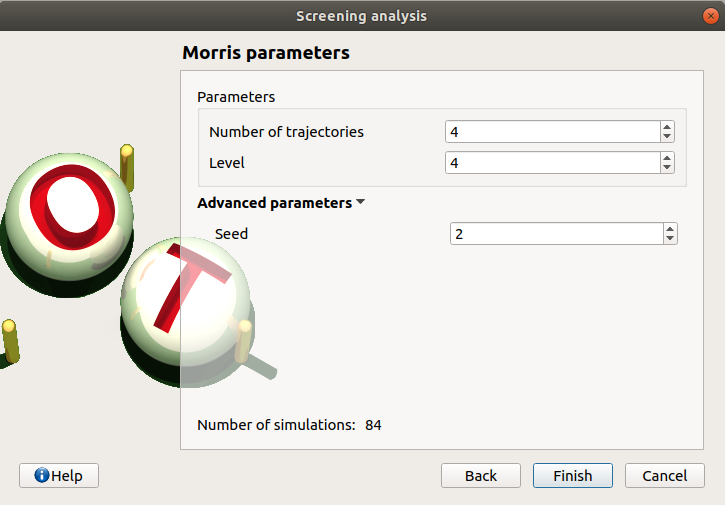 Screening analysis
Morris parameters
Parameters
Number of trajectories 4
Level 4
Advanced parameters
Seed 2
O
T
Number of simulations: 84
Help Back Finish Cancel